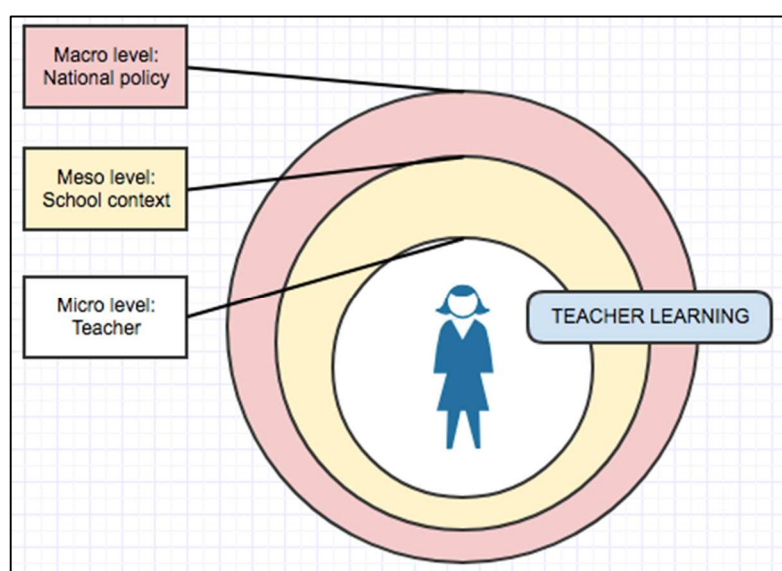 Macro level:
National policy
Meso level:
School context
Micro level:
Teacher
TEACHER LEARNING